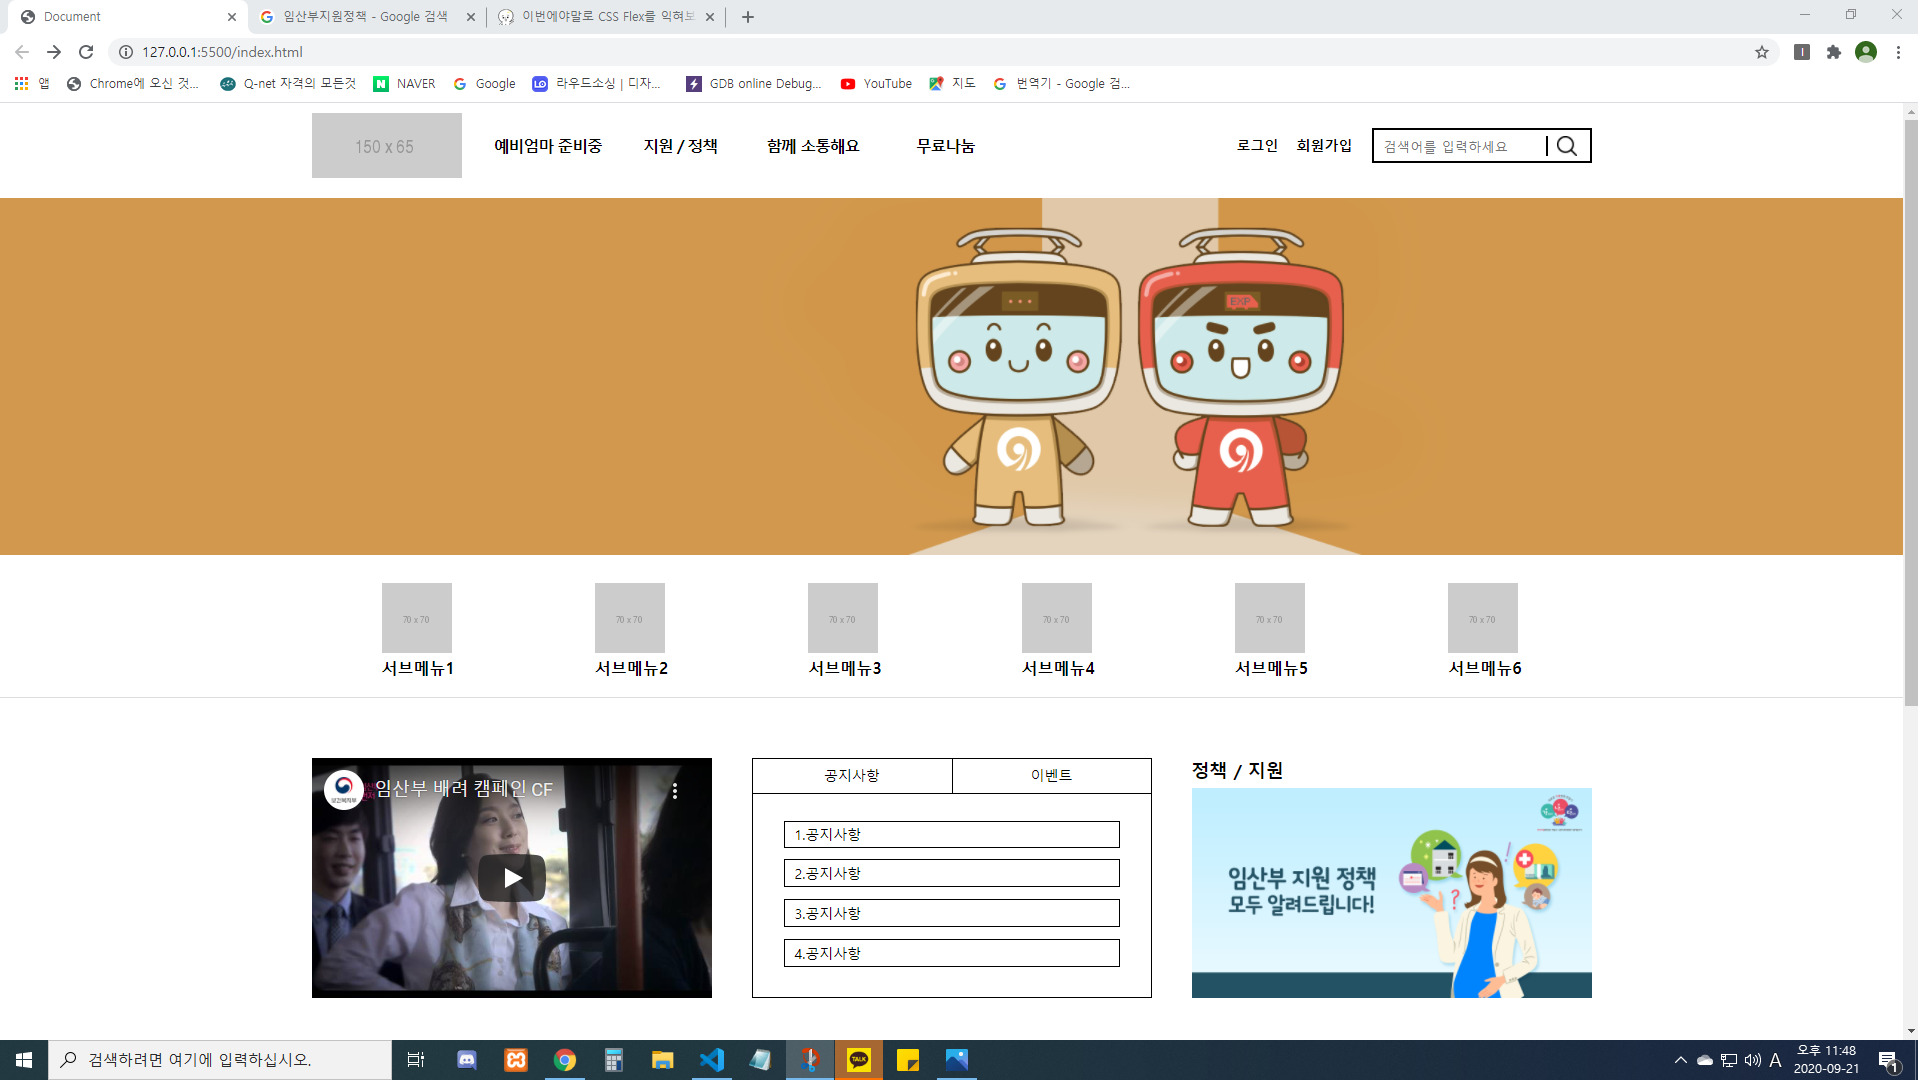 Document
임산부지원정책 - Google 검색
이번에야말로 CSS Flex를 익혀보
127.0.0.1:5500/index.html
앱
Chrome에 오신 것...
Q-net 자격의 모든것
NAVER
Google
라우드소싱 | 디자...
GDB online Debug...
YouTube
지도
번역기 - Google 검...
150 x 65
예비엄마 준비중
지원 / 정책
함께 소통해요
무료나눔
로그인
회원가입
검색어를 입력하세요
EXP
70 x 70
70 x 70
70 x 70
70 x 70
70 x 70
70 x 70
서브메뉴1
서브메뉴2
서브메뉴3
서브메뉴4
서브메뉴5
서브메뉴6
임산부 배려 캠페인 CF
보건복지부
공지사항
이벤트
1.공지사항
2.공지사항
3.공지사항
4.공지사항
정책 / 지원
임산부 지원 정책
모두 알려드립니다!
검색하려면 여기에 입력하십시오.
TALK
A
오후 11:48
2020-09-21
1